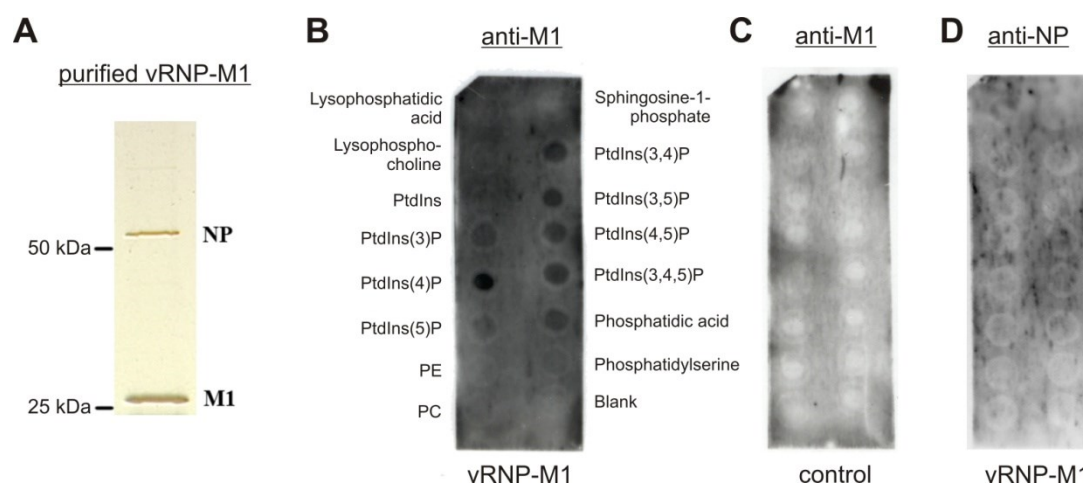 A
purified vRNP-M1
50 kDa
NP
25 kDa
M1
B
anti-M1
Lysophosphatidic
acid
Lysophospho-
choline
PtdIns
PtdIns(3)P
PtdIns(4)P
PtdIns(5)P
PE
PC
Sphingosine-1-
phosphate
PtdIns(3,4)P
PtdIns(3,5)P
PtdIns(4,5)P
PtdIns(3,4,5)P
Phosphatidic acid
Phosphatidylserine
Blank
vRNP-M1
C
anti-M1
control
D
anti-NP
vRNP-M1